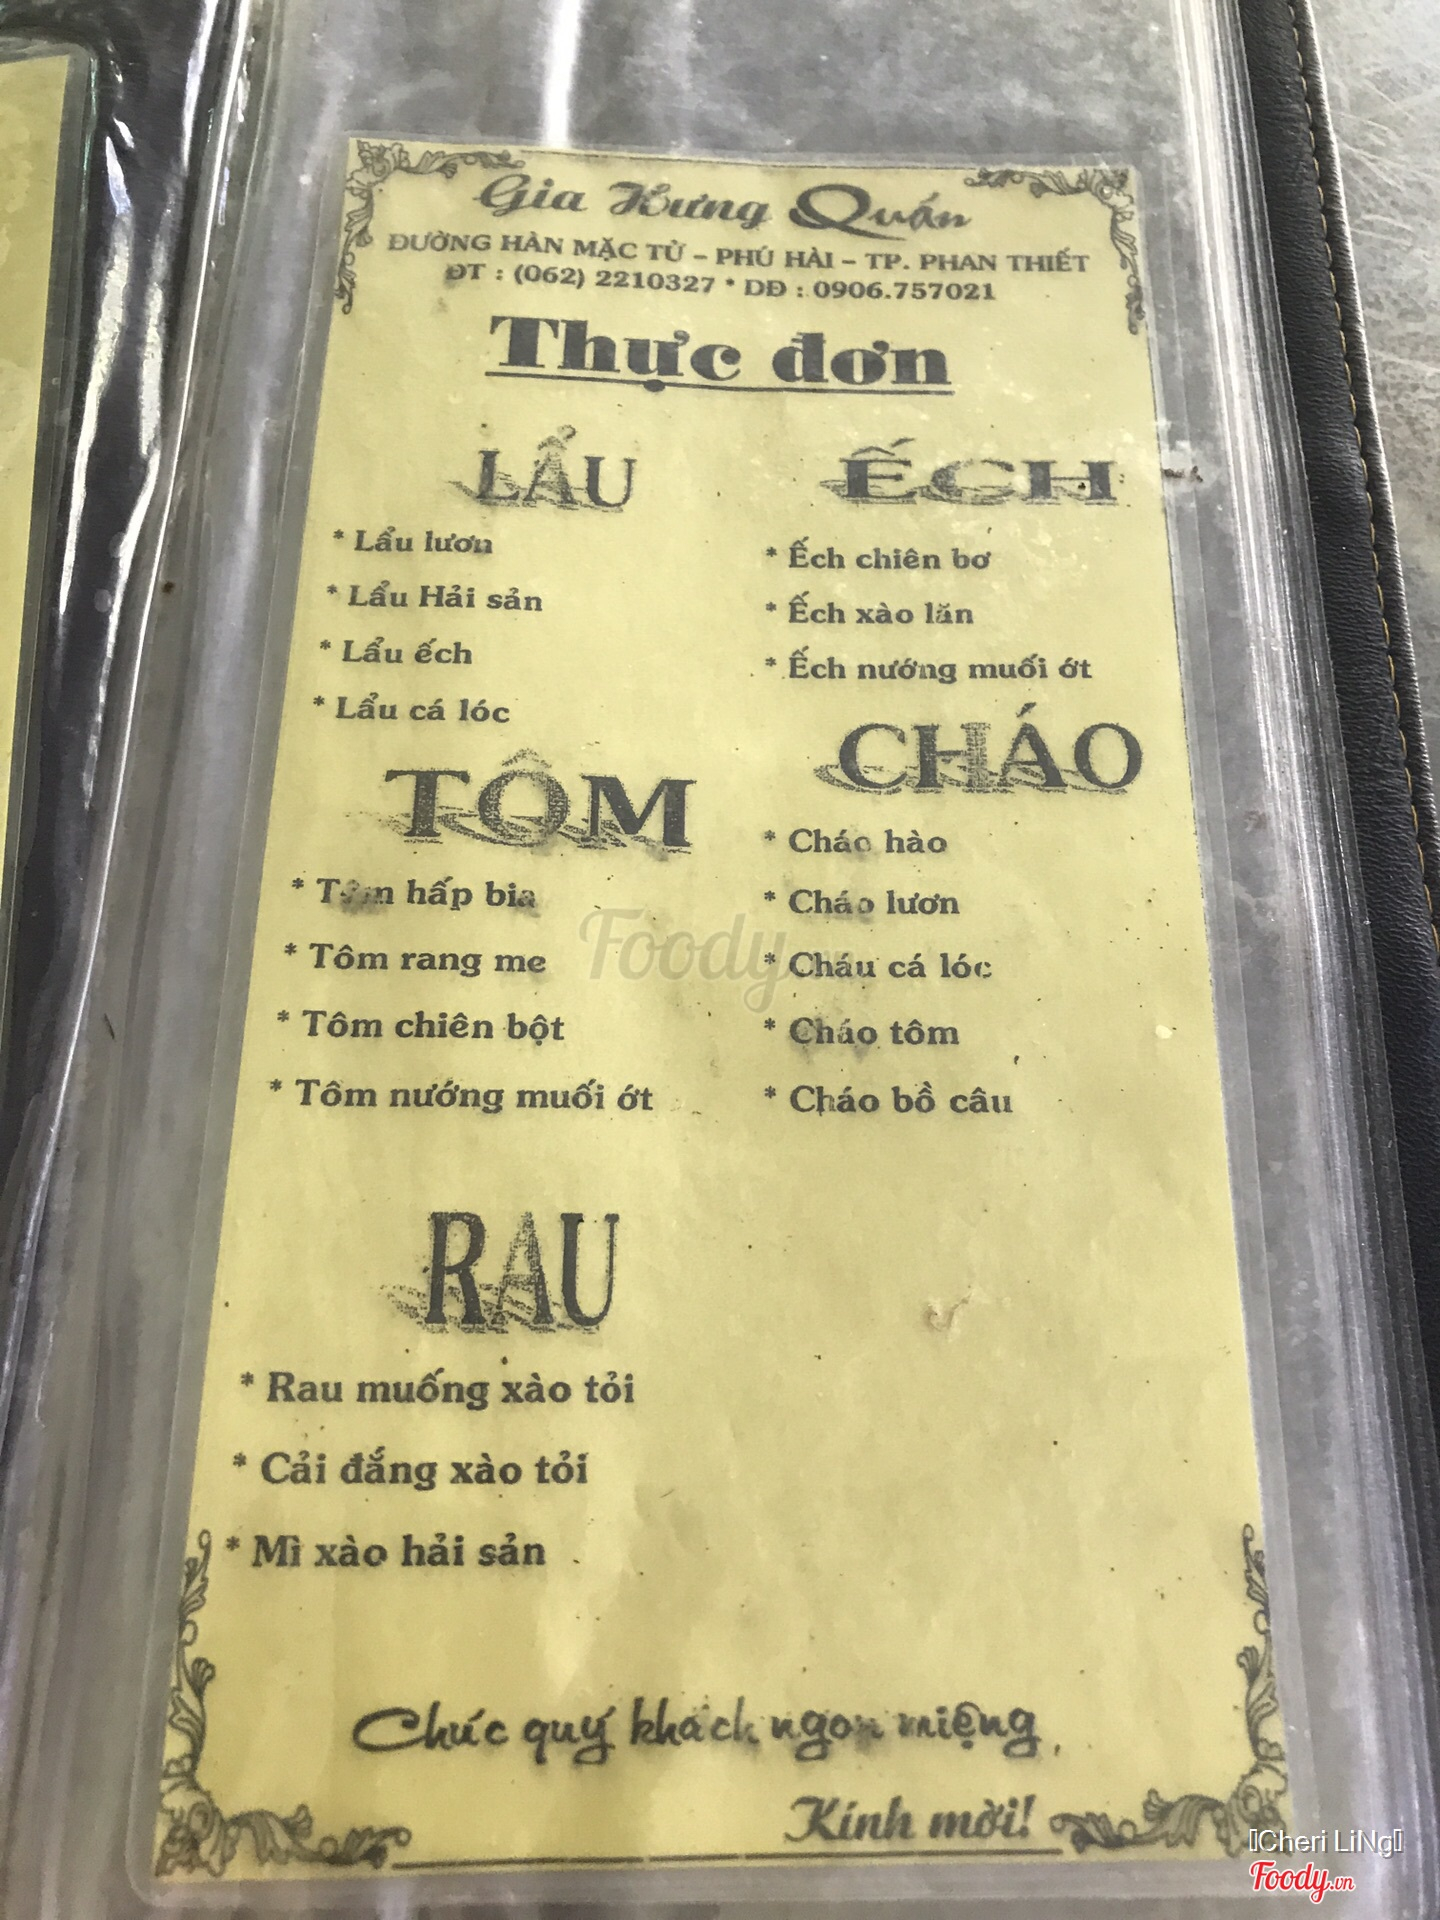 Gia Hưng Quán
ĐƯỜNG HÀN MẶC TỬ – PHÚ HÀI – TP. PHAN THIẾT
ĐT : (062) 2210327 * DĐ : 0906.757021
Thực đơn
LẨU
* Lẩu lươn
* Lẩu Hải sản
* Lẩu ếch
* Lẩu cá lóc
TÔM
* Tôm hấp bia
* Tôm rang me
* Tôm chiên bột
* Tôm nướng muối ớt
RAU
* Rau muống xào tỏi
* Cải đắng xào tỏi
* Mì xào hải sản
ẾCH
* Ếch chiên bơ
* Ếch xào lăn
* Ếch nướng muối ớt
CHÁO
* Cháo hào
* Cháo lươn
* Cháu cá lóc
* Cháo tôm
* Cháo bồ câu
Chúc quý khách ngon miệng
Kính mời!
Foody.vn
Cheri LiNg
Foody.vn